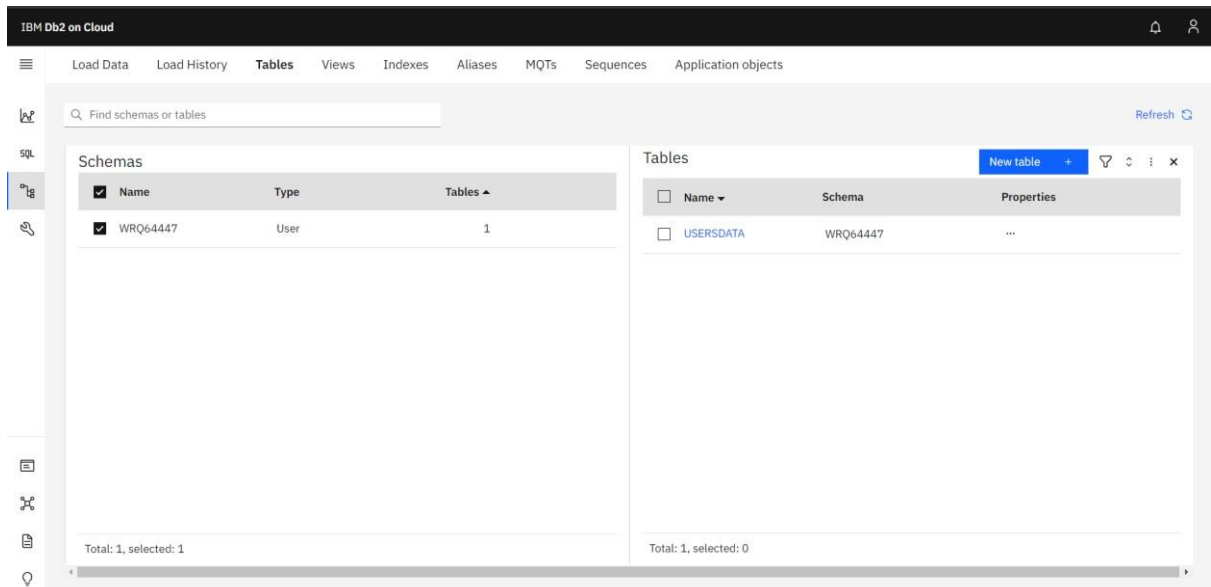 IBM Db2 on Cloud
Load Data Load History Tables Views Indexes Aliases MQTs Sequences Application objects
Find schemas or tables
Refresh
SQL
Schemas
Name Type Tables
WRQ64447 User 1
Total: 1, selected: 1
Tables
New table +
Name Schema Properties
USERSDATA WRQ64447 ...
Total: 1, selected: 0